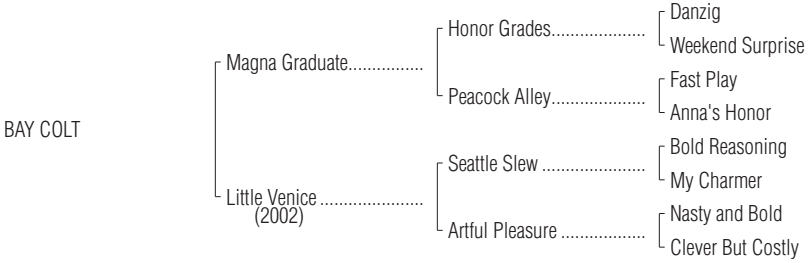 Danzig
Honor Grades....................
Weekend Surprise
Magna Graduate................
Fast Play
Peacock Alley....................
Anna's Honor
BAY COLT
Bold Reasoning
Seattle Slew ......................
My Charmer
Little Venice ......................
(2002)
Nasty and Bold
Artful Pleasure ..................
Clever But Costly